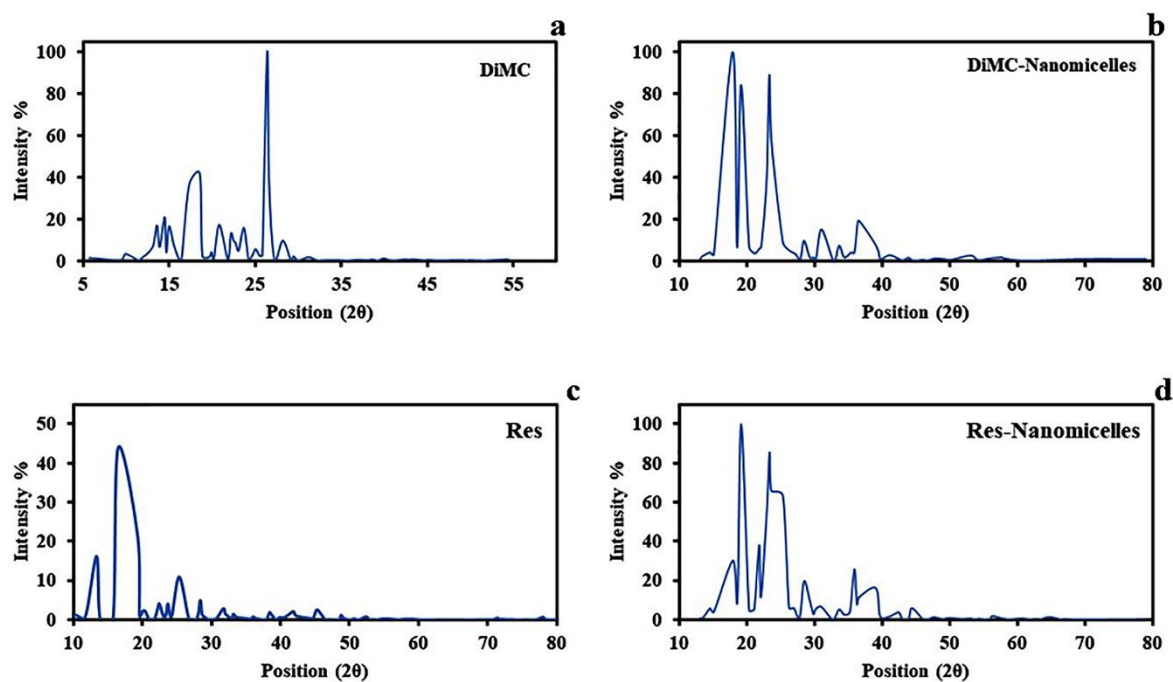 a
DiMC
Intensity %
100
80
60
40
20
0
5 15 25 35 45 55
Position (2θ)
b
DiMC-Nanomicelles
Intensity %
100
80
60
40
20
0
10 20 30 40 50 60 70 80
Position (2θ)
c
Res
Intensity %
50
40
30
20
10
0
10 20 30 40 50 60 70 80
Position (2θ)
d
Res-Nanomicelles
Intensity %
100
80
60
40
20
0
10 20 30 40 50 60 70 80
Position (2θ)